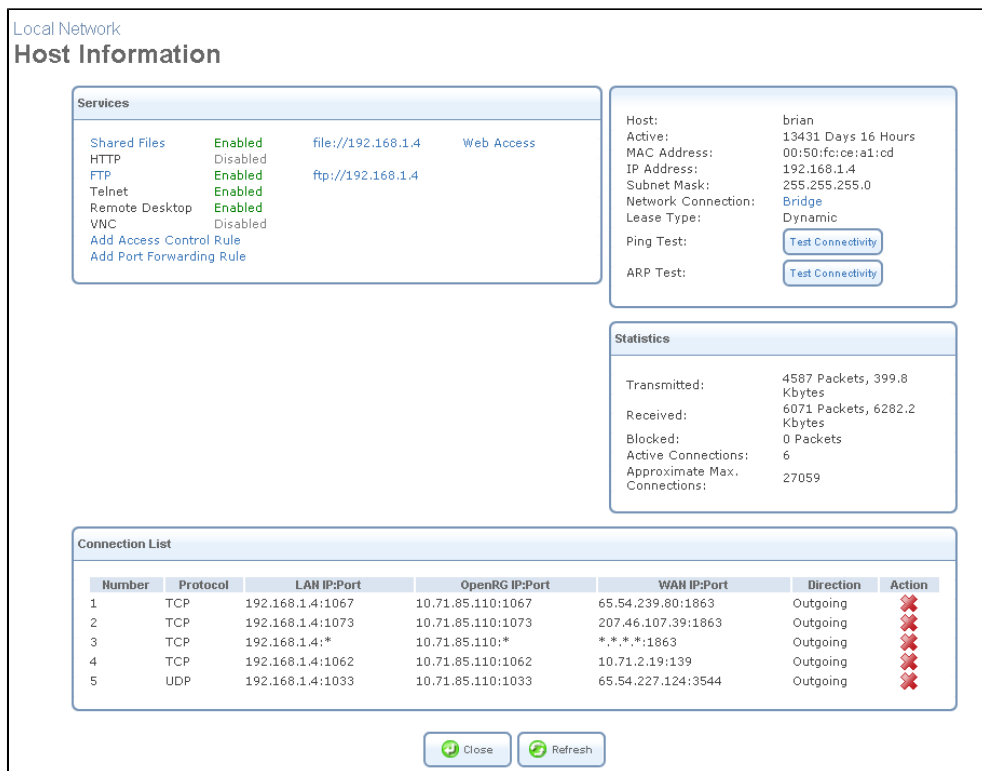 Local Network
Host Information
Services
Shared Files Enabled file://192.168.1.4 Web Access
HTTP Disabled
FTP Enabled ftp://192.168.1.4
Telnet Enabled
Remote Desktop Enabled
VNC Disabled
Add Access Control Rule
Add Port Forwarding Rule
Host: brian
Active: 13431 Days 16 Hours
MAC Address: 00:50:fc:ce:a1:cd
IP Address: 192.168.1.4
Subnet Mask: 255.255.255.0
Network Connection: Bridge
Lease Type: Dynamic
Ping Test: Test Connectivity
ARP Test: Test Connectivity
Statistics
Transmitted: 4587 Packets, 399.8
Kbytes
Received: 6071 Packets, 6282.2
Kbytes
Blocked: 0 Packets
Active Connections: 6
Approximate Max.
Connections: 27059
Connection List
Number Protocol LAN IP:Port OpenRG IP:Port WAN IP:Port Direction Action
1 TCP 192.168.1.4:1067 10.71.85.110:1067 65.54.239.80:1863 Outgoing
2 TCP 192.168.1.4:1073 10.71.85.110:1073 207.46.107.39:1863 Outgoing
3 TCP 192.168.1.4:* 10.71.85.110:* *.*.*.*:1863 Outgoing
4 TCP 192.168.1.4:1062 10.71.85.110:1062 10.71.2.19:139 Outgoing
5 UDP 192.168.1.4:1033 10.71.85.110:1033 65.54.227.124:3544 Outgoing
Close Refresh